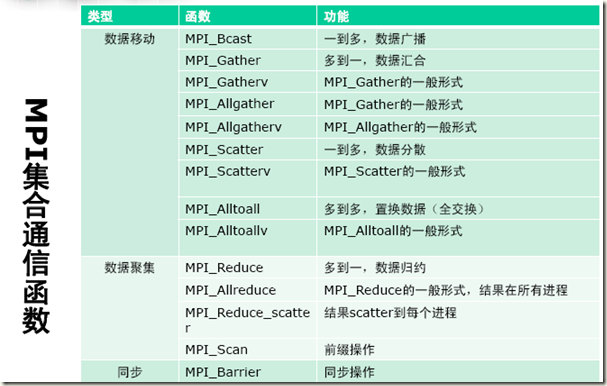 MPI集合通信函数
类型 函数 功能
数据移动 MPI_Bcast 一到多，数据广播
MPI_Gather 多到一，数据汇合
MPI_Gatherv MPI_Gather的一般形式
MPI_Allgather MPI_Gather的一般形式
MPI_Allgatherv MPI_Allgather的一般形式
MPI_Scatter 一到多，数据分散
MPI_Scatterv MPI_Scatter的一般形式
MPI_Alltoall 多到多，置换数据（全交换）
MPI_Alltoallv MPI_Alltoall的一般形式
数据聚集 MPI_Reduce 多到一，数据归约
MPI_Allreduce MPI_Reduce的一般形式，结果在所有进程
MPI_Reduce_scatte 结果scatter到每个进程
r
MPI_Scan 前缀操作
同步 MPI_Barrier 同步操作